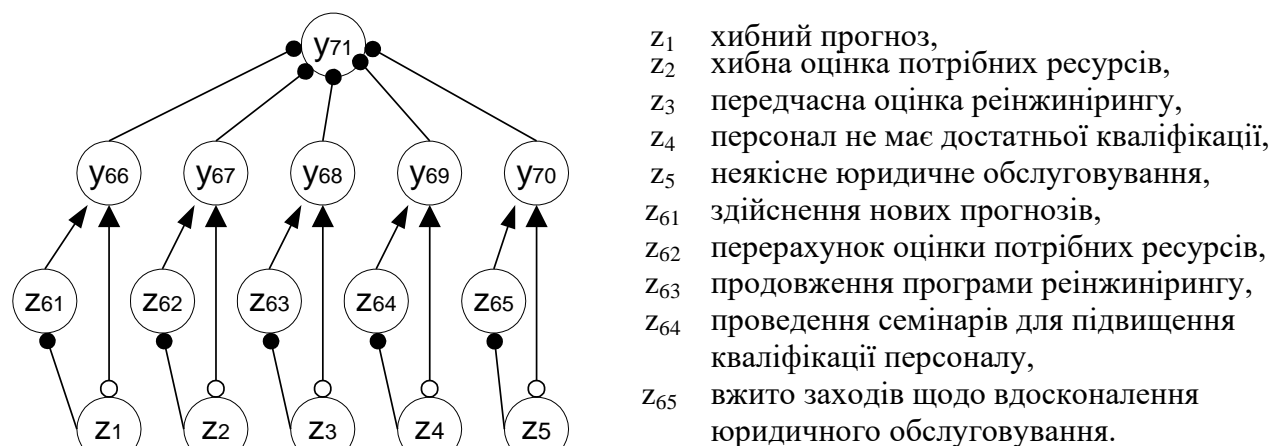 y71
y66 y67 y68 y69 y70
z61 z62 z63 z64 z65
z1 z2 z3 z4 z5
z1 хибний прогноз,
z2 хибна оцінка потрібних ресурсів,
z3 передчасна оцінка реінжинірингу,
z4 персонал не має достатньої кваліфікації,
z5 неякісне юридичне обслуговування,
z61 здійснення нових прогнозів,
z62 перерахунок оцінки потрібних ресурсів,
z63 продовження програми реінжинірингу,
z64 проведення семінарів для підвищення
кваліфікації персоналу,
z65 вжито заходів щодо вдосконалення
юридичного обслуговування.